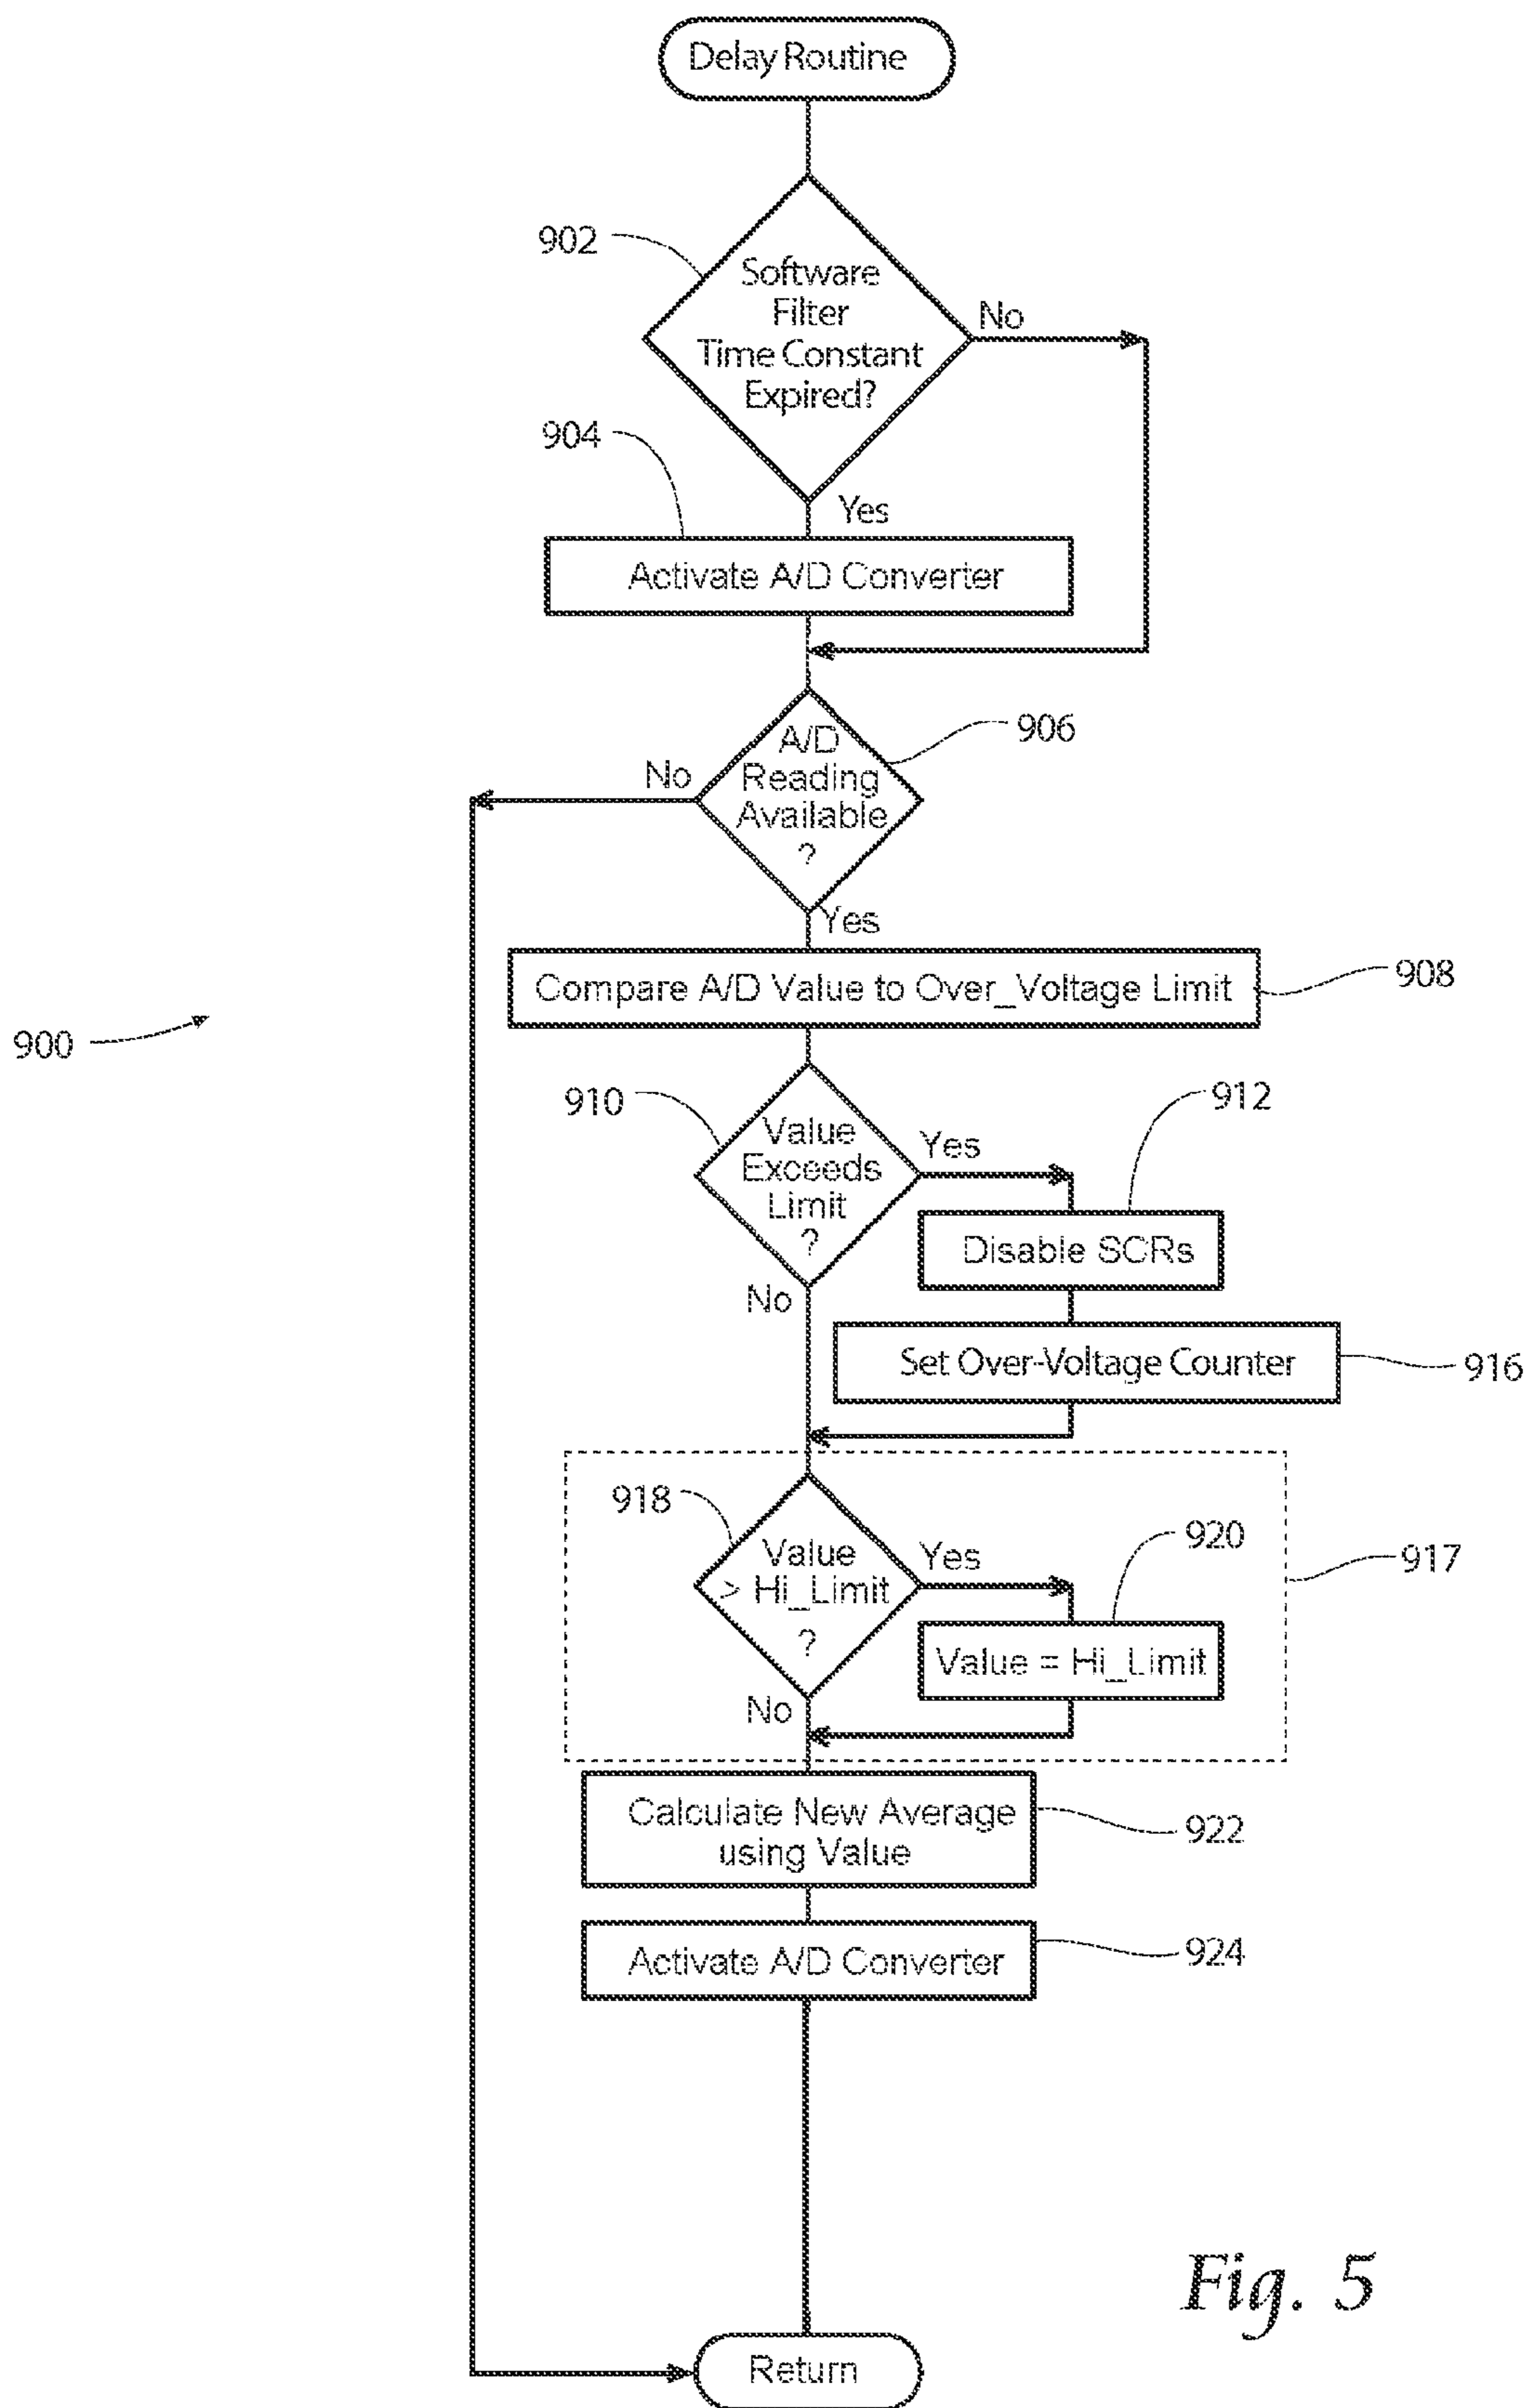 Delay Routine
902
Software
Filter
Time Constant
Expired?
No
904
Yes
Activate A/D Converter
906
A/D
Reading
Available
?
No
Yes
Compare A/D Value to Over_Voltage Limit
908
900
910
Value
Exceeds
Limit
?
Yes
912
Disable SCRs
No
Set Over-Voltage Counter
916
918
Value
> Hi_Limit
?
Yes
920
917
Value = Hi_Limit
No
Calculate New Average
using Value
922
Activate A/D Converter
924
Fig. 5
Return